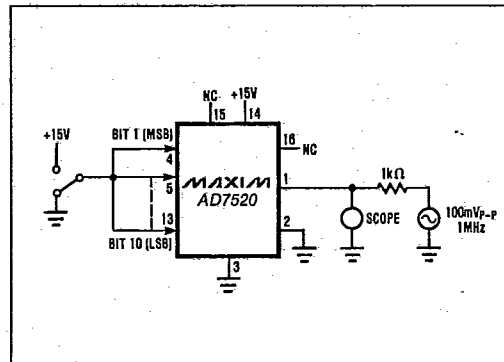 NC
+15V
15
14
+15V
BIT 1 (MSB)
4
16
NC
5
MAXIM
AD7520
1
1kΩ
13
BIT 10 (LSB)
2
SCOPE
100mVP-P
1MHz
3